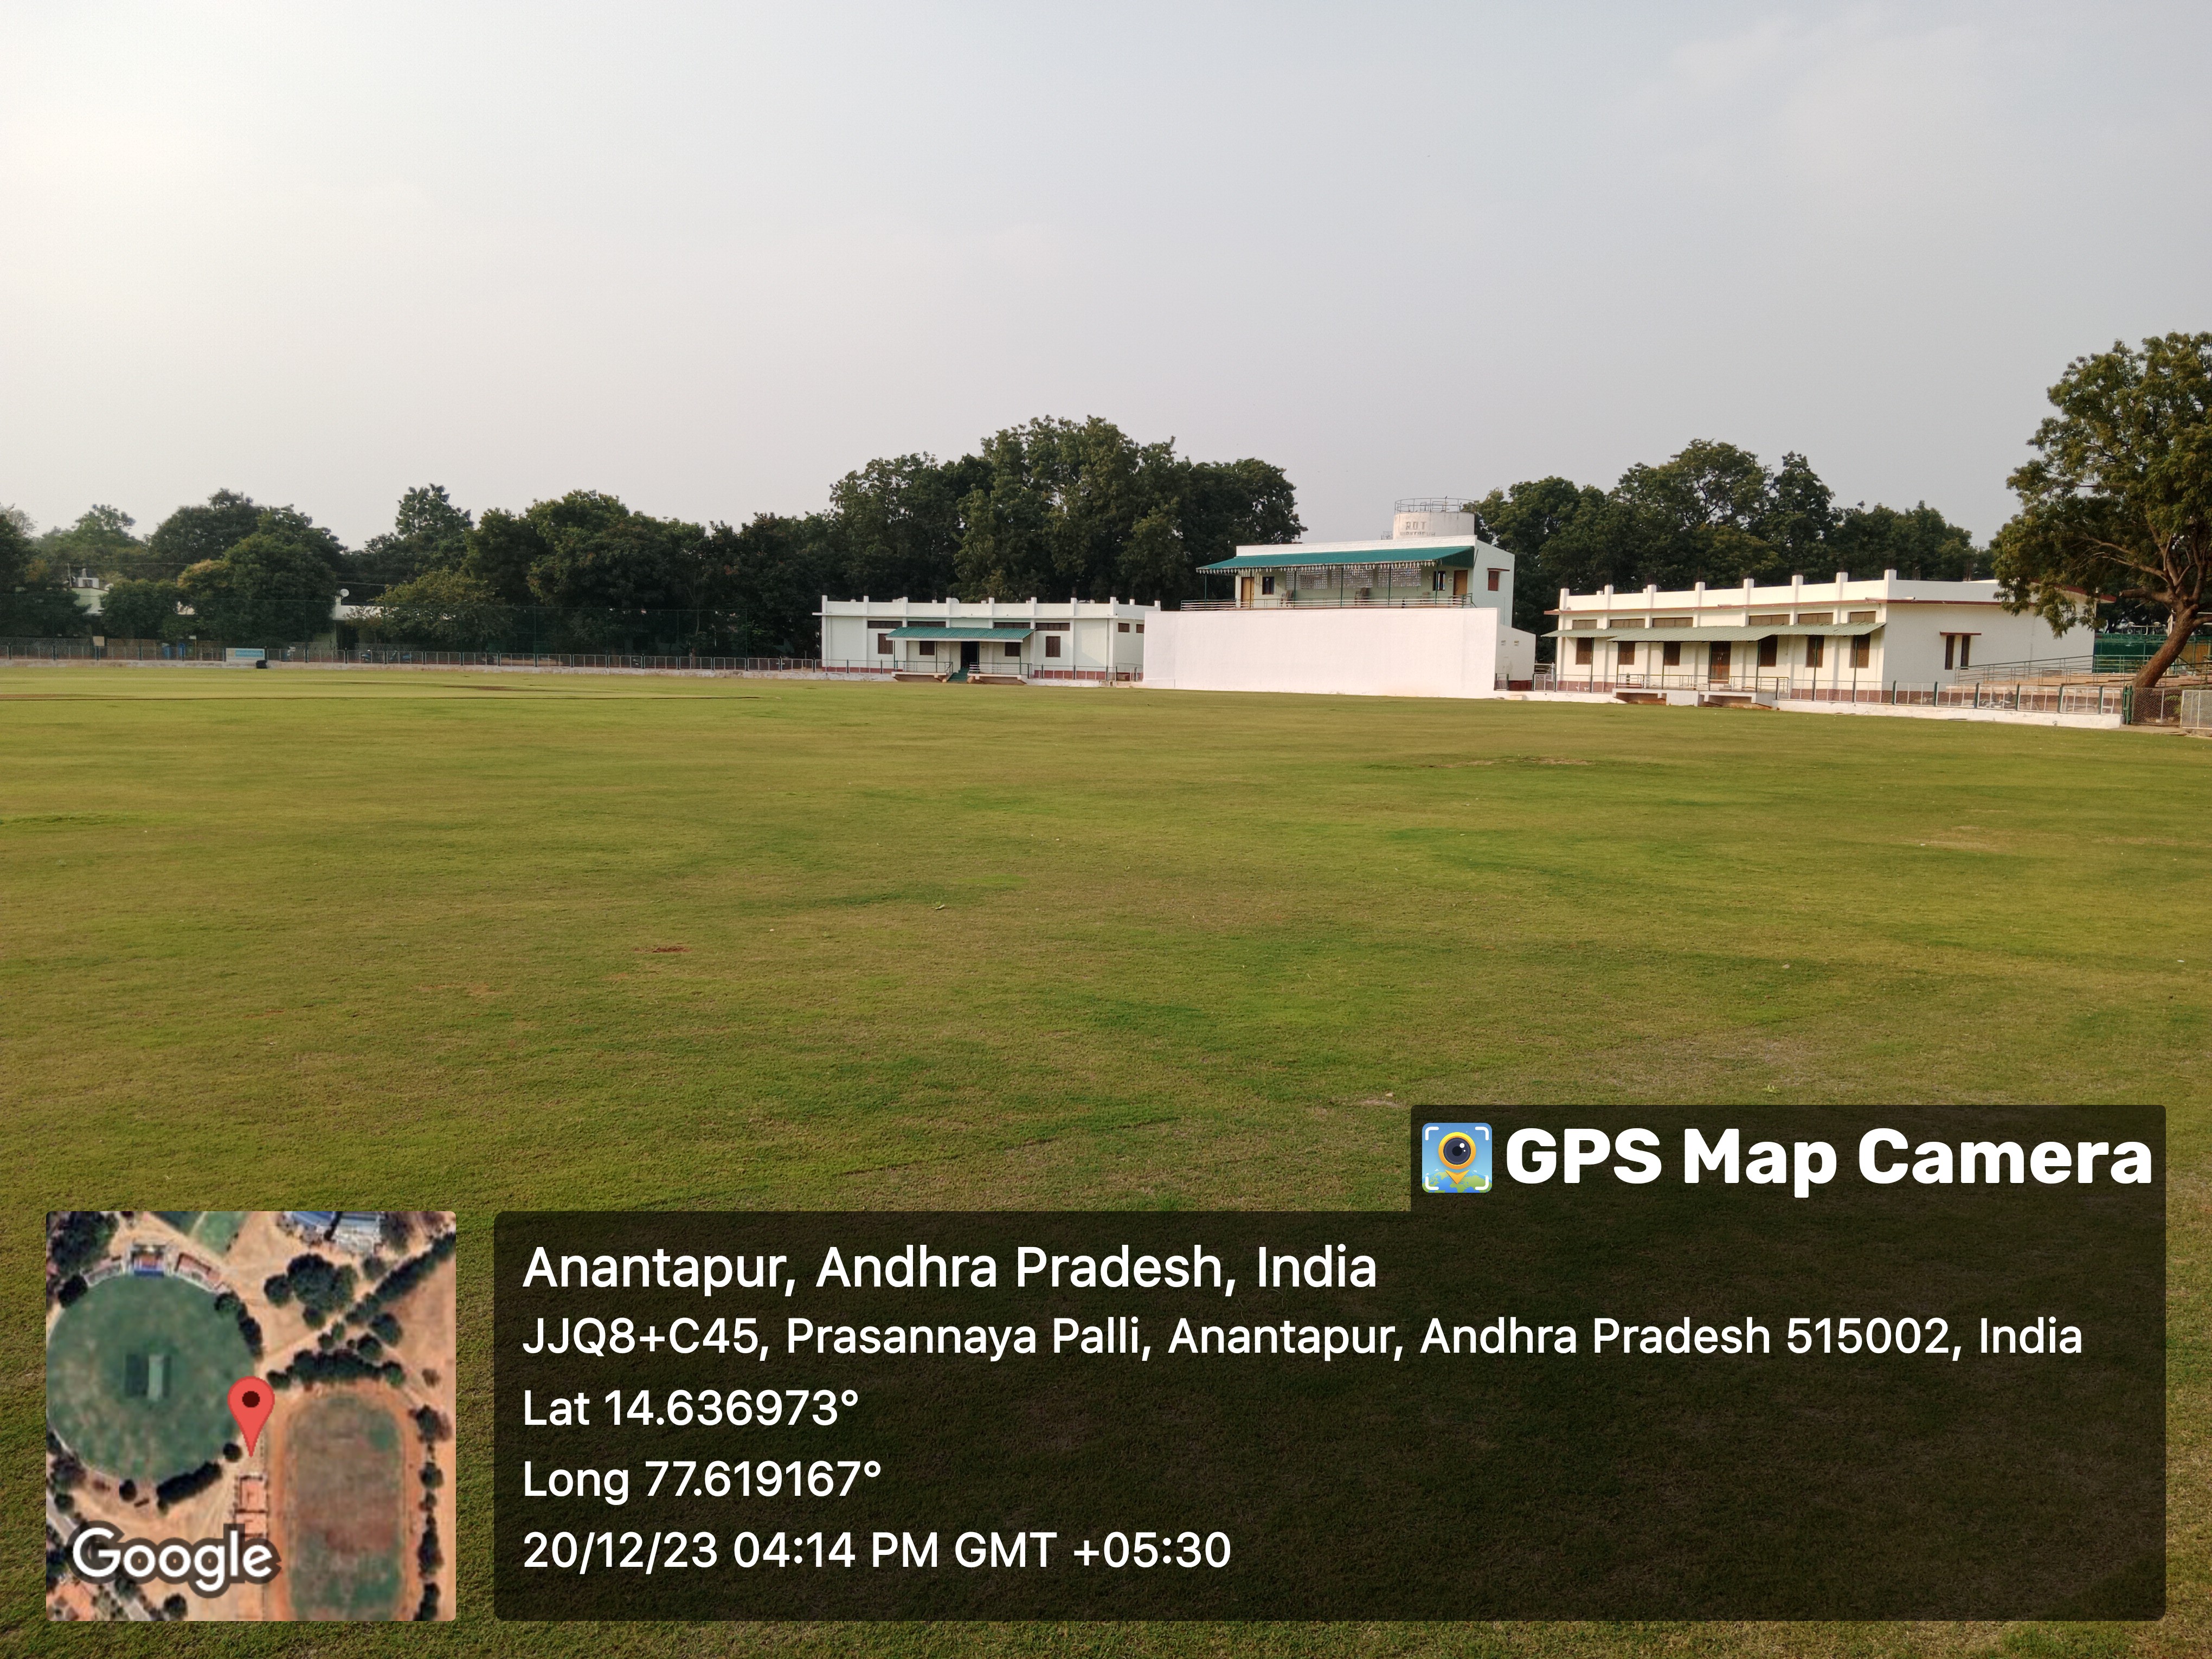 RDT
GPS Map Camera
Anantapur, Andhra Pradesh, India
JJQ8+C45, Prasannaya Palli, Anantapur, Andhra Pradesh 515002, India
Lat 14.636973°
Long 77.619167°
20/12/23 04:14 PM GMT +05:30
Google